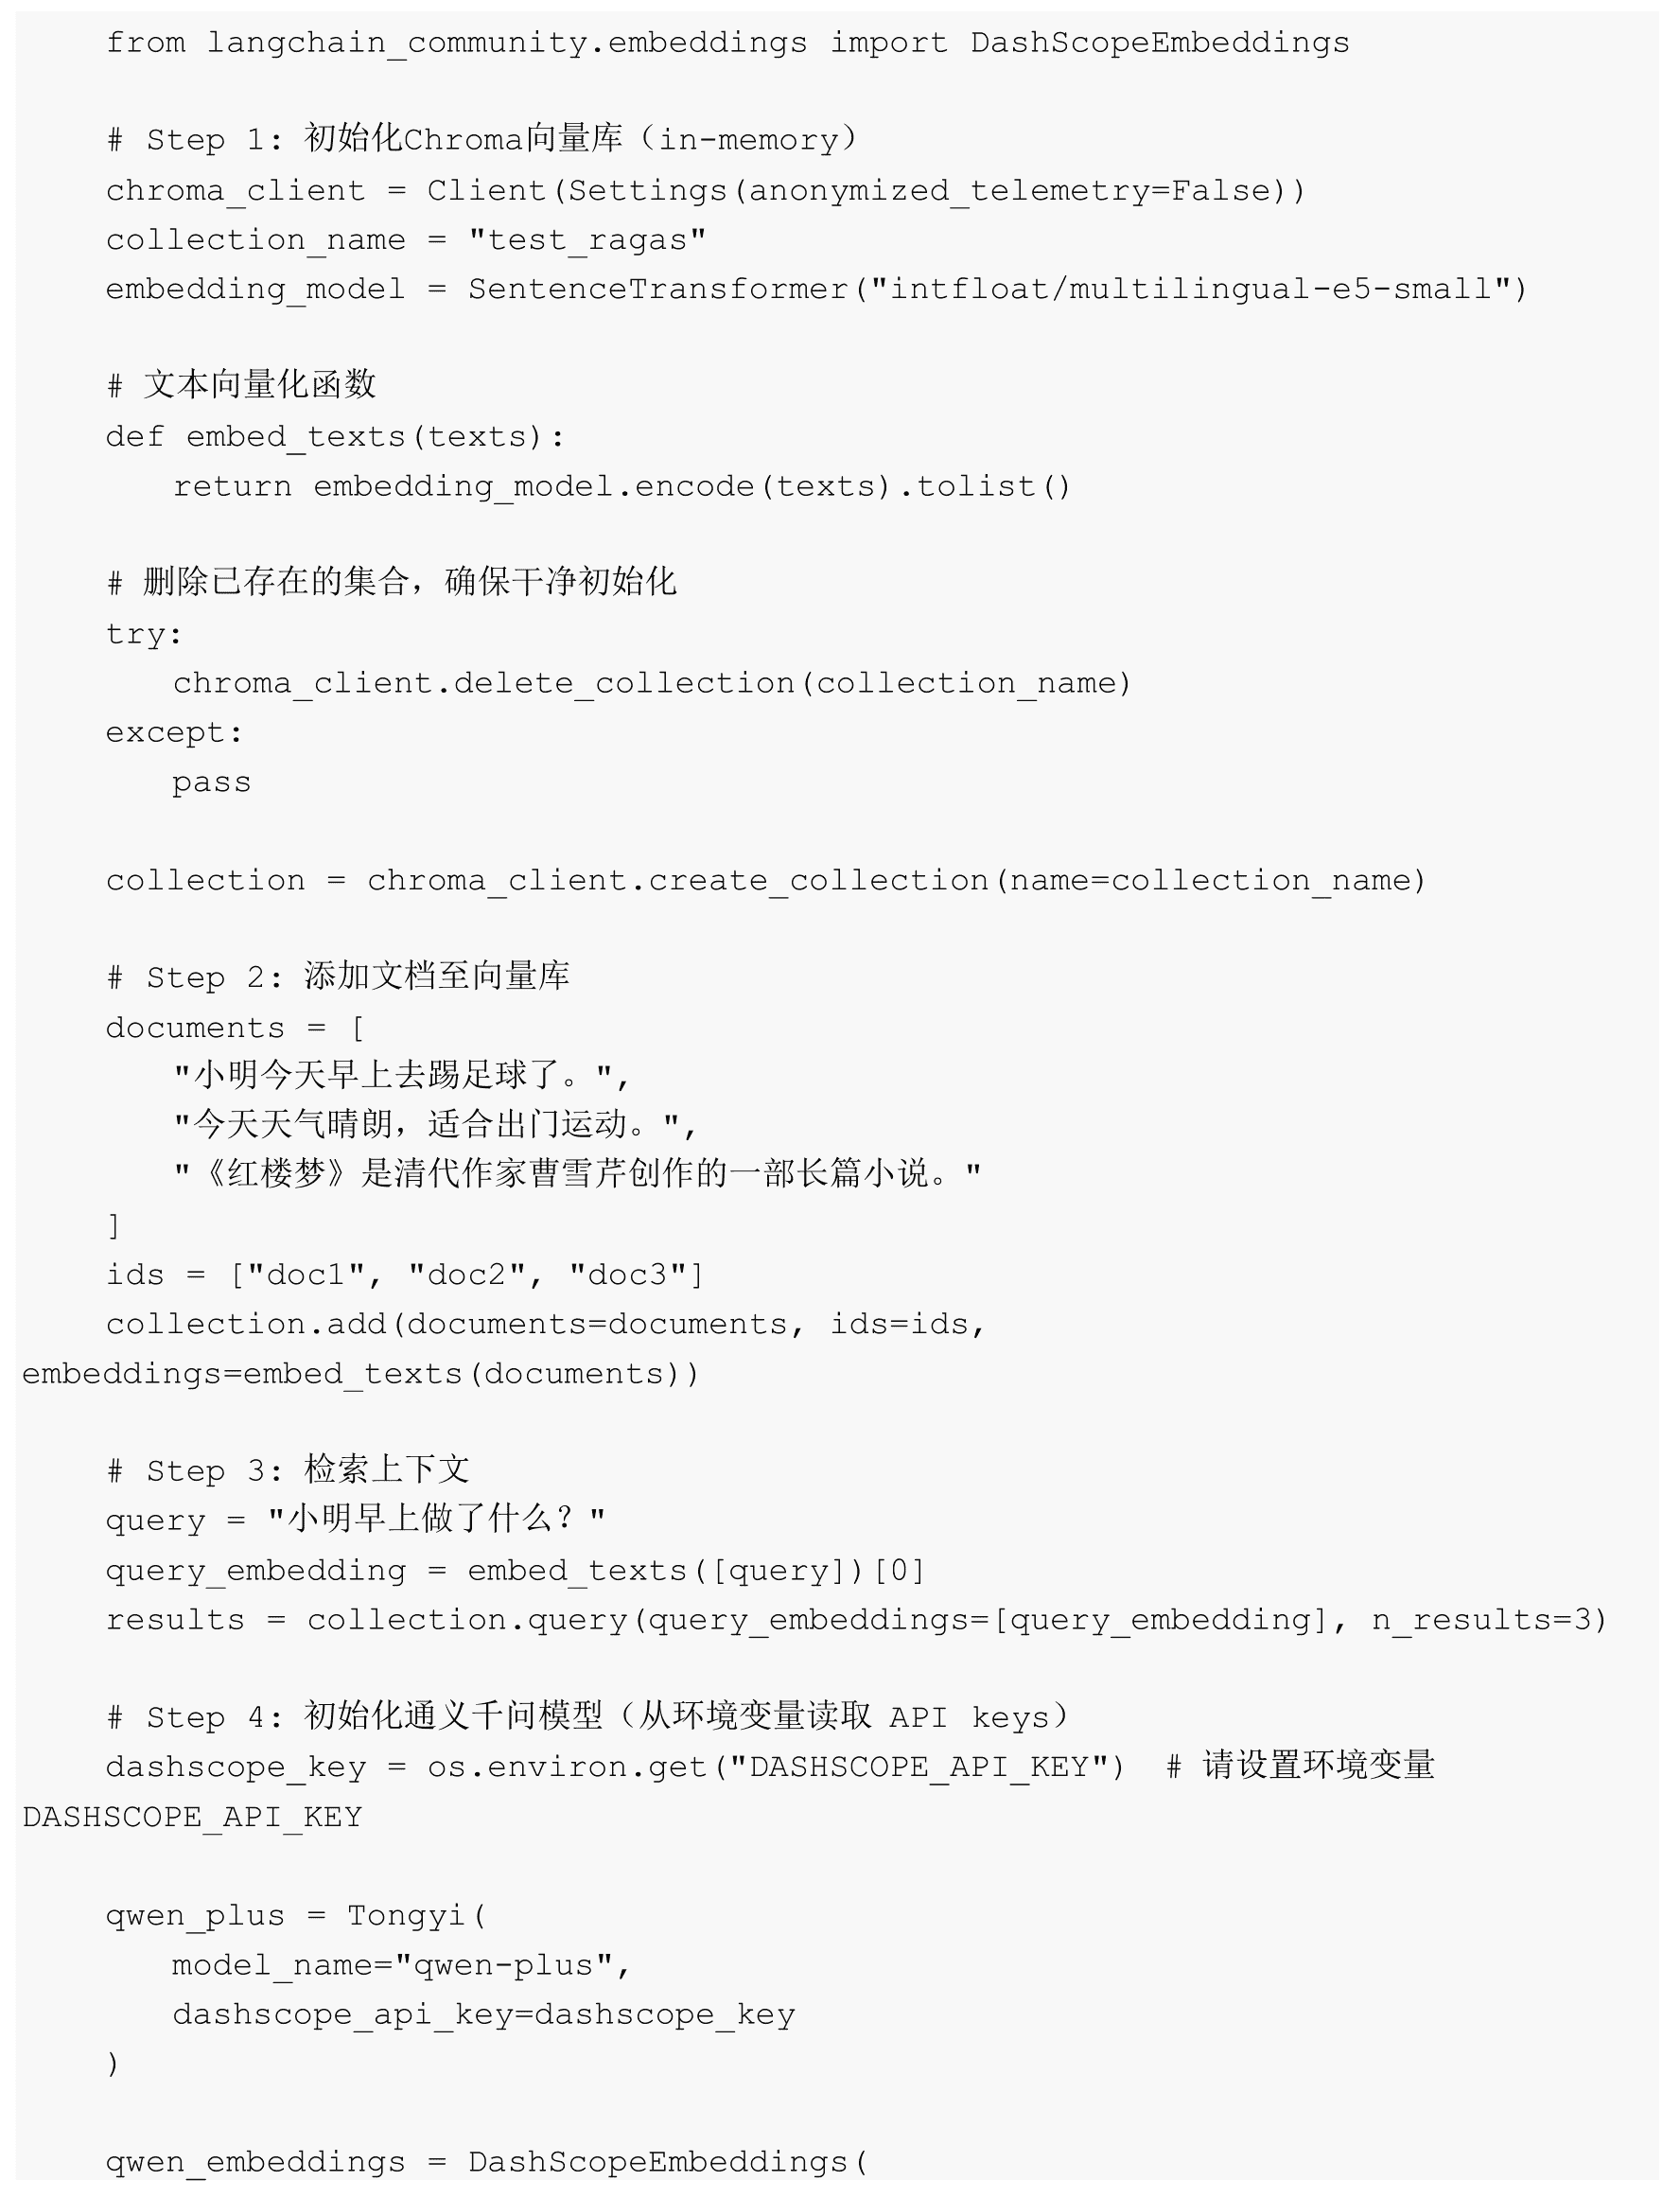 from langchain_community.embeddings import DashScopeEmbeddings
# Step 1: 初始化Chroma向量库（in-memory）
chroma_client = Client(Settings(anonymized_telemetry=False))
collection_name = "test_ragas"
embedding_model = SentenceTransformer("intfloat/multilingual-e5-small")
# 文本向量化函数
def embed_texts(texts):
    return embedding_model.encode(texts).tolist()
# 删除已存在的集合，确保干净初始化
try:
    chroma_client.delete_collection(collection_name)
except:
    pass
collection = chroma_client.create_collection(name=collection_name)
# Step 2: 添加文档至向量库
documents = [
    "小明今天早上去踢足球了。",
    "今天天气晴朗，适合出门运动。",
    "《红楼梦》是清代作家曹雪芹创作的一部长篇小说。"
]
ids = ["doc1", "doc2", "doc3"]
collection.add(documents=documents, ids=ids,
embeddings=embed_texts(documents))
# Step 3: 检索上下文
query = "小明早上做了什么？"
query_embedding = embed_texts([query])[0]
results = collection.query(query_embeddings=[query_embedding], n_results=3)
# Step 4: 初始化通义千问模型（从环境变量读取 API keys）
dashscope_key = os.environ.get("DASHSCOPE_API_KEY")  # 请设置环境变量
DASHSCOPE_API_KEY
qwen_plus = Tongyi(
    model_name="qwen-plus",
    dashscope_api_key=dashscope_key
)
qwen_embeddings = DashScopeEmbeddings(